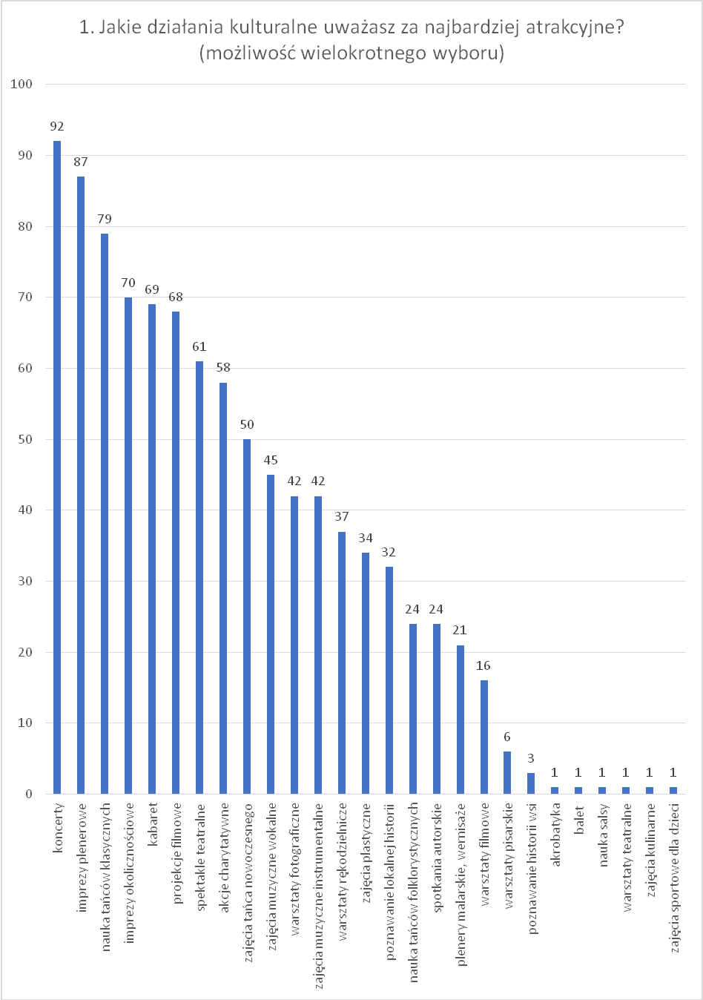 1. Jakie działania kulturalne uważasz za najbardziej atrakcyjne?
(możliwość wielokrotnego wyboru)
100
90
80
70
60
50
40
30
20
10
0
92
87
79
70
69
68
61
58
50
45
42
42
37
34
32
24
24
21
16
6
3
1
1
1
1
1
1
koncerty
imprezy plenerowe
nauka tańców klasycznych
imprezy okolicznościowe
kabaret
projekcje filmowe
spektakle teatralne
akcje charytatywne
zajęcia tańca nowoczesnego
zajęcia muzyczne wokalne
warsztaty fotograficzne
zajęcia muzyczne instrumentalne
warsztaty rękodzielnicze
zajęcia plastyczne
poznawanie lokalnej historii
nauka tańców folklorystycznych
spotkania autorskie
plenery malarskie, wernisaże
warsztaty filmowe
warsztaty pisarskie
poznawanie historii wsi
akrobatyka
balet
nauka salsy
warsztaty teatralne
zajęcia kulinarne
zajęcia sportowe dla dzieci